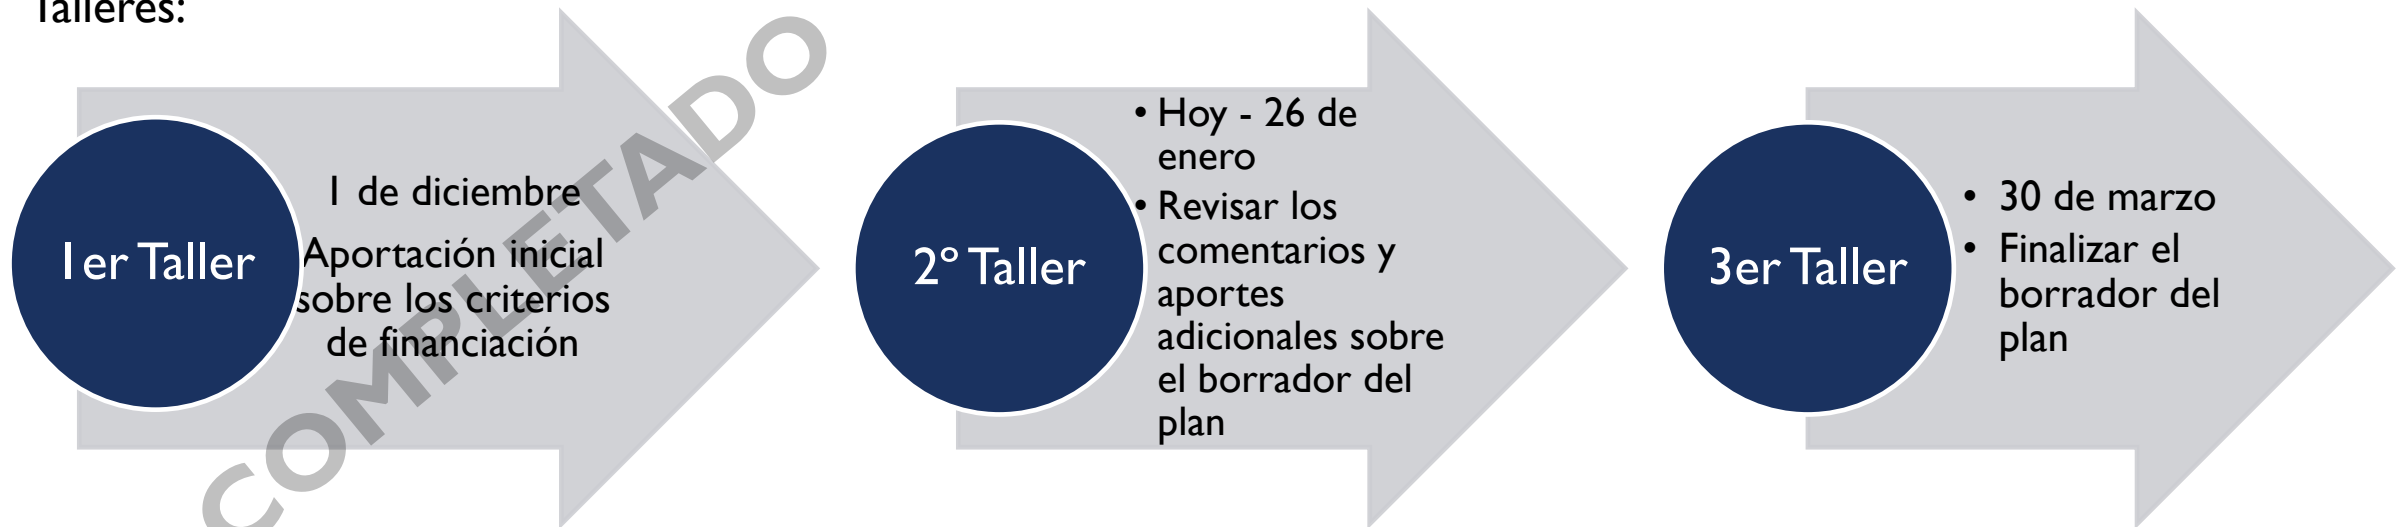 Talleres:
1er Taller
1 de diciembre
Aportación inicial
sobre los criterios
de financiación
COMPLETADO
2º Taller
• Hoy - 26 de
enero
• Revisar los
comentarios y
aportes
adicionales sobre
el borrador del
plan
3er Taller
• 30 de marzo
• Finalizar el
borrador del
plan